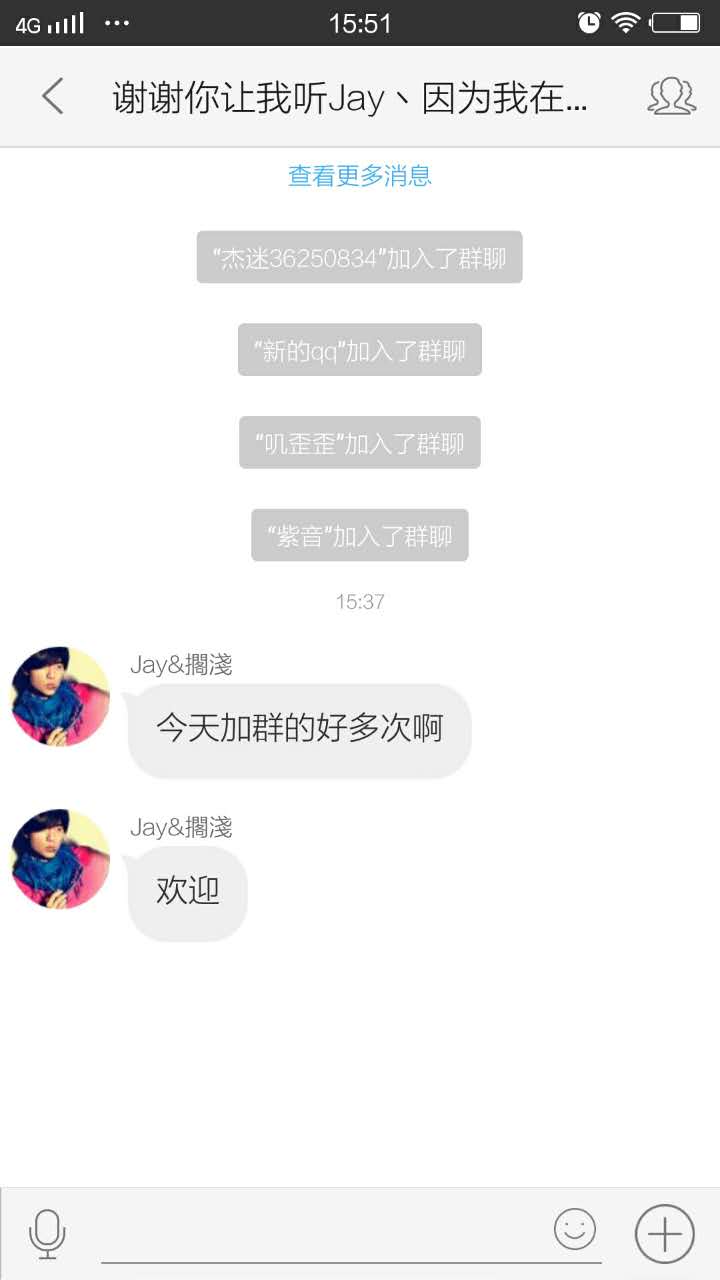 4G 15:51
谢谢你让我听Jay丶因为我在...
查看更多消息
“杰迷36250834”加入了群聊
“新的qq”加入了群聊
“叽歪歪”加入了群聊
“紫音”加入了群聊
15:37
Jay&擱淺
今天加群的好多次啊
Jay&擱淺
欢迎